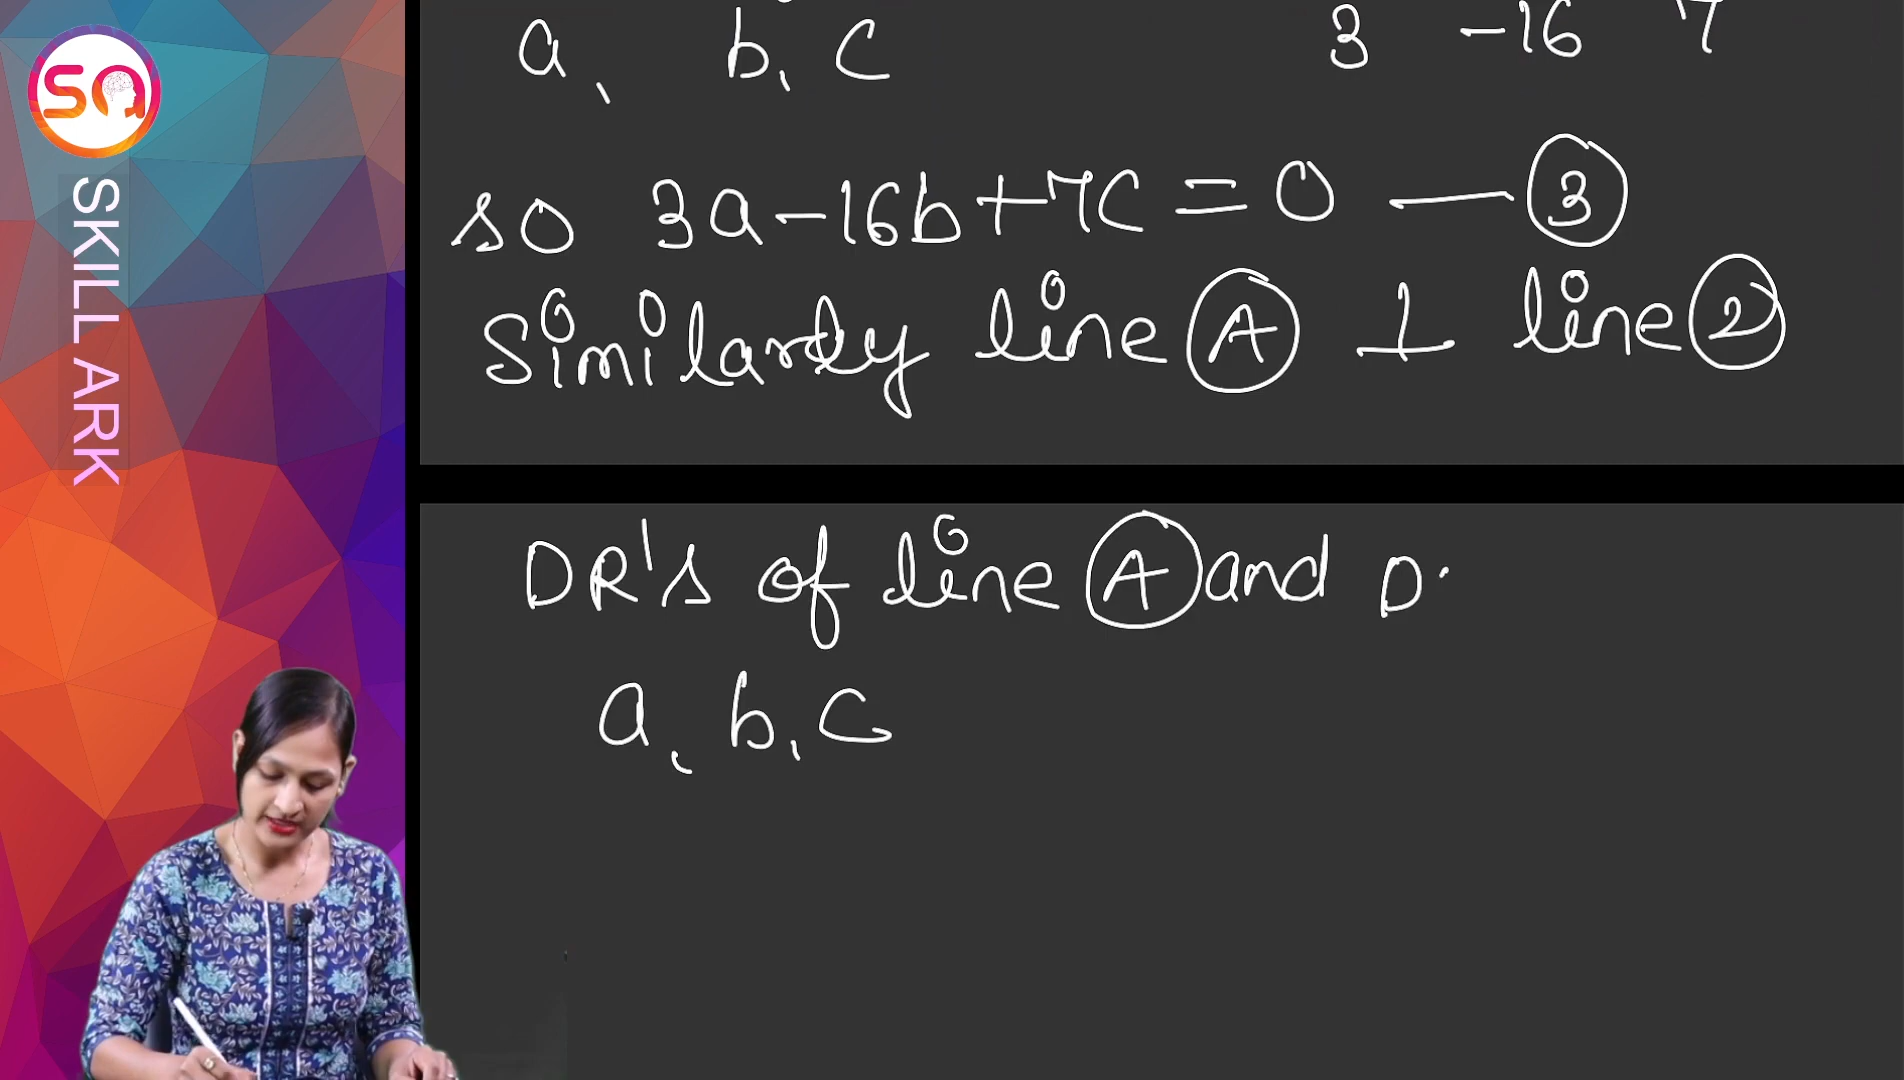 SKILL ARK
a, b, c 3 -16 7
so 3a-16b+7c=0 — 3
Similarly line A ⊥ line 2
DR's of line A and D
a, b, c